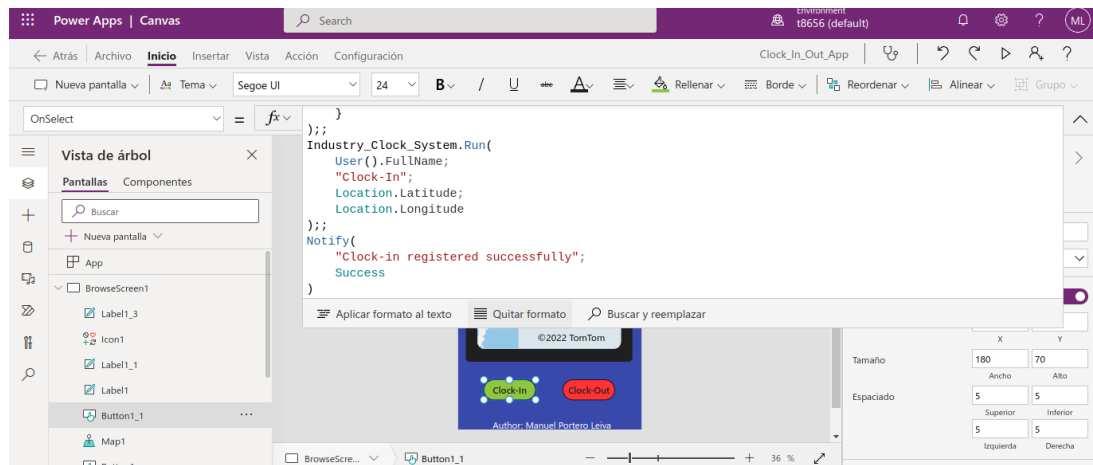 Power Apps | Canvas
Search
Environment
t8656 (default)
?
ML
Atrás
Archivo
Inicio
Insertar
Vista
Acción
Configuración
Clock_In_Out_App
?
Nueva pantalla
Tema
Segoe UI
24
B
/
U
abc
A
Rellenar
Borde
Reordenar
Alinear
Grupo
OnSelect
=
fx
}
);;
Industry_Clock_System.Run(
User().FullName;
"Clock-In";
Location.Latitude;
Location.Longitude
);;
Notify(
"Clock-in registered successfully";
Success
)
Aplicar formato al texto
Quitar formato
Buscar y reemplazar
Vista de árbol
Pantallas
Componentes
Buscar
Nueva pantalla
App
BrowseScreen1
Label1_3
Icon1
Label1_1
Label1
Button1_1
...
Map1
©2022 TomTom
Clock-In
Clock-Out
Author: Manuel Portero Leiva
X
Y
Tamaño
180
70
Ancho
Alto
Espaciado
5
5
Superior
Inferior
5
5
Izquierda
Derecha
BrowseScre...
Button1_1
36 %